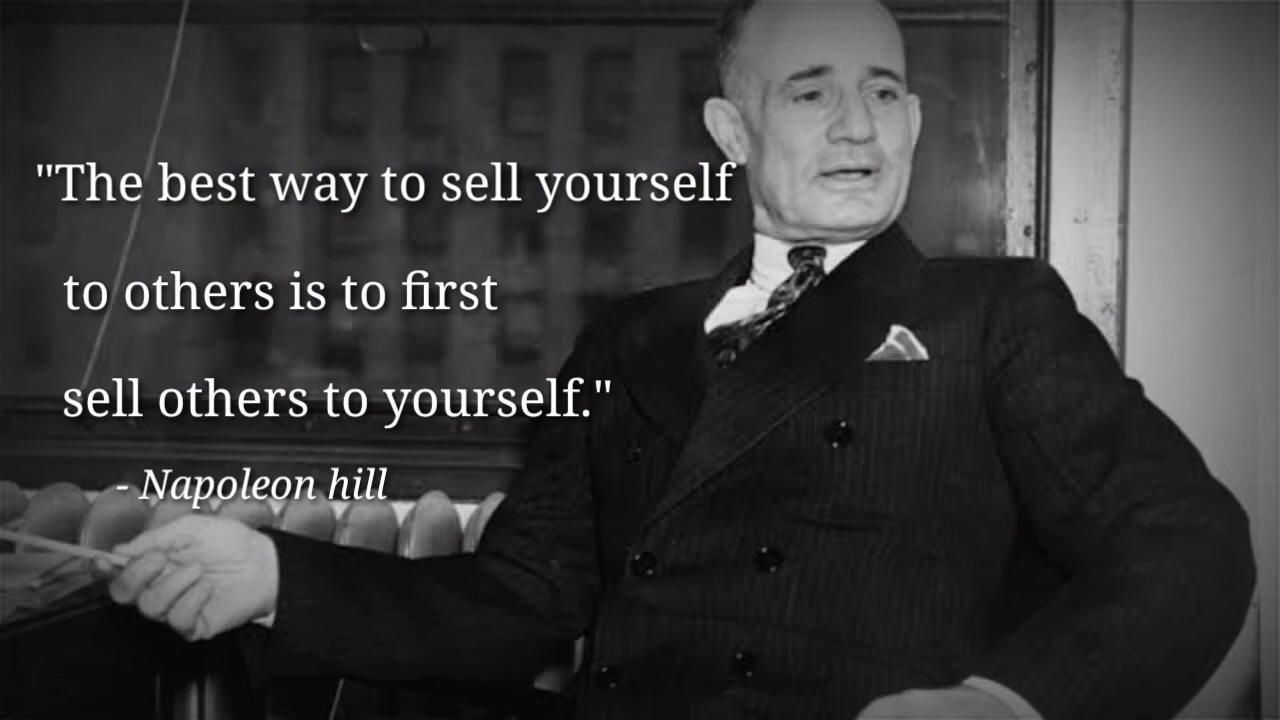 "The best way to sell yourself
to others is to first
sell others to yourself."
- Napoleon hill